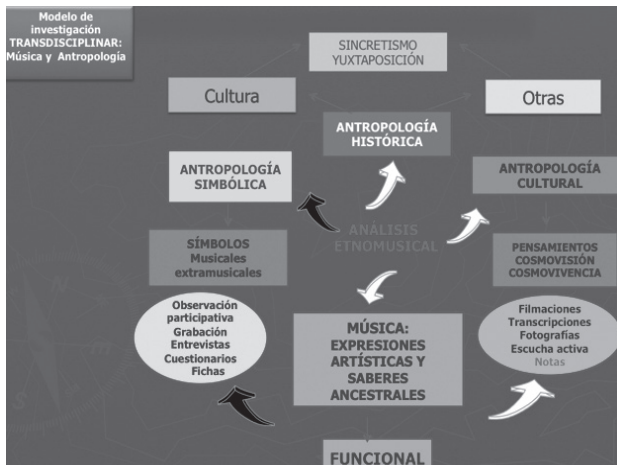 Modelo de
investigación
TRANSDISCIPLINAR:
Música y Antropología
SINCRETISMO
YUXTAPOSICIÓN
Cultura
Otras
ANTROPOLOGÍA
HISTÓRICA
ANTROPOLOGÍA
SIMBÓLICA
ANTROPOLOGÍA
CULTURAL
ANÁLISIS
ETNOMUSICAL
SÍMBOLOS
Musicales
extramusicales
PENSAMIENTOS
COSMOVISIÓN
COSMOVIVENCIA
Observación
participativa
Grabación
Entrevistas
Cuestionarios
Fichas
MÚSICA:
EXPRESIONES
ARTÍSTICAS Y
SABERES
ANCESTRALES
Filmaciones
Transcripciones
Fotografías
Escucha activa
Notas
FUNCIONAL